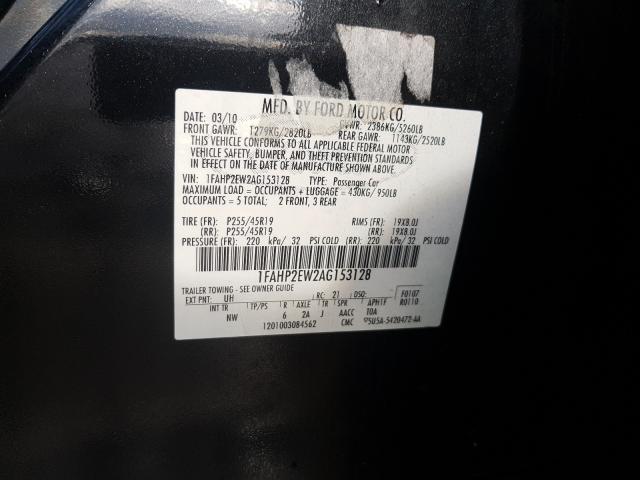 MFD. BY FORD MOTOR CO.
DATE: 03/10 GVWR: 2386KG/5260LB
FRONT GAWR: 1279KG/2820LB REAR GAWR: 1143KG/2520LB
THIS VEHICLE CONFORMS TO ALL APPLICABLE FEDERAL MOTOR
VEHICLE SAFETY, BUMPER, AND THEFT PREVENTION STANDARDS
IN EFFECT ON THE DATE OF MANUFACTURE SHOWN ABOVE.
VIN: 1FAHP2EW2AG153128 TYPE: Passenger Car
MAXIMUM LOAD = OCCUPANTS + LUGGAGE = 430KG/ 950LB
OCCUPANTS = 5 TOTAL: 2 FRONT, 3 REAR
TIRE (FR): P255/45R19 RIMS (FR): 19X8.0J
(RR): P255/45R19 (RR): 19X8.0J
PRESSURE (FR): 220 kPa/ 32 PSI COLD (RR): 220 kPa/ 32 PSI COLD
1FAHP2EW2AG153128
TRAILER TOWING - SEE OWNER GUIDE F0107
EXT PNT: UH RC: 21 DSO: R0110
INT TR TP/PS R AXLE TR SPR APHTF
NW 6 2A J AACC TOA
1201003084562 CMC 5U5A-5420472-AA